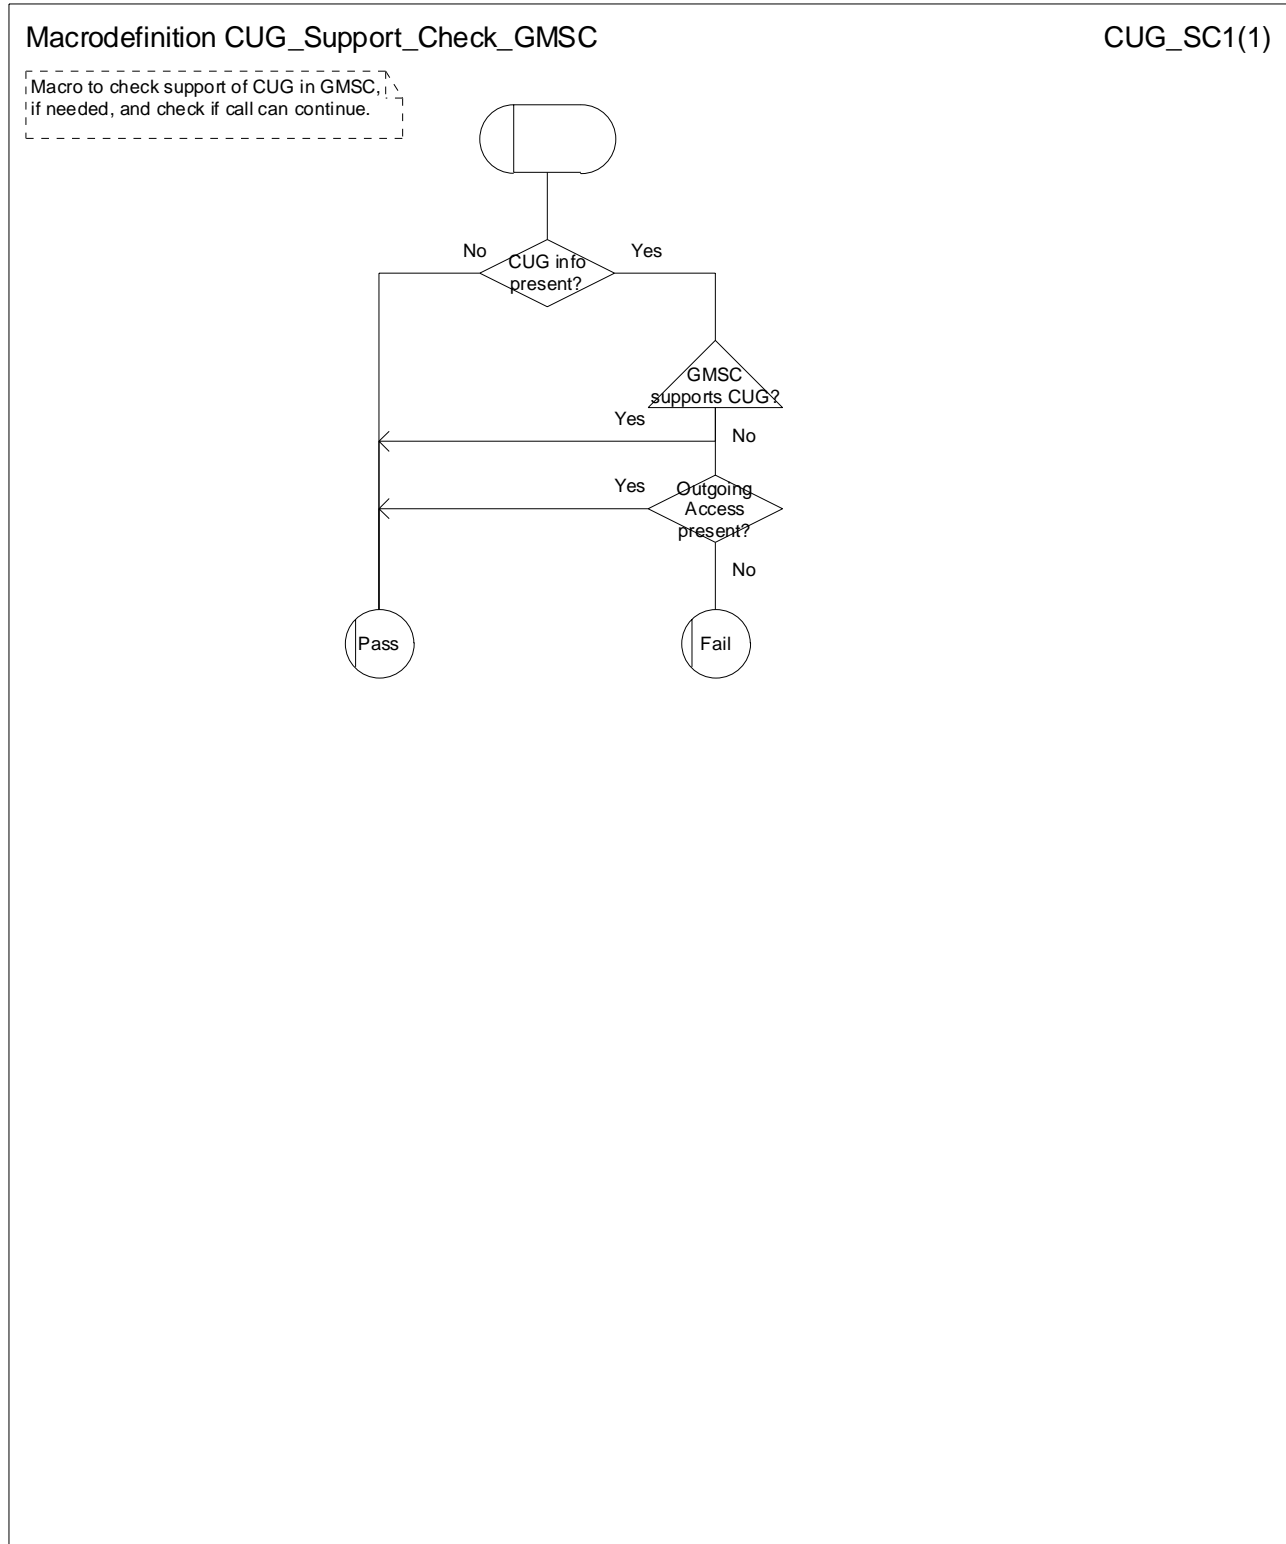 Macrodefinition CUG_Support_Check_GMSC
CUG_SC1(1)
Macro to check support of CUG in GMSC,
if needed, and check if call can continue.
No
Yes
CUG info
present?
GMSC
supports CUG?
Yes
No
Yes
Outgoing
Access
present?
No
Pass
Fail